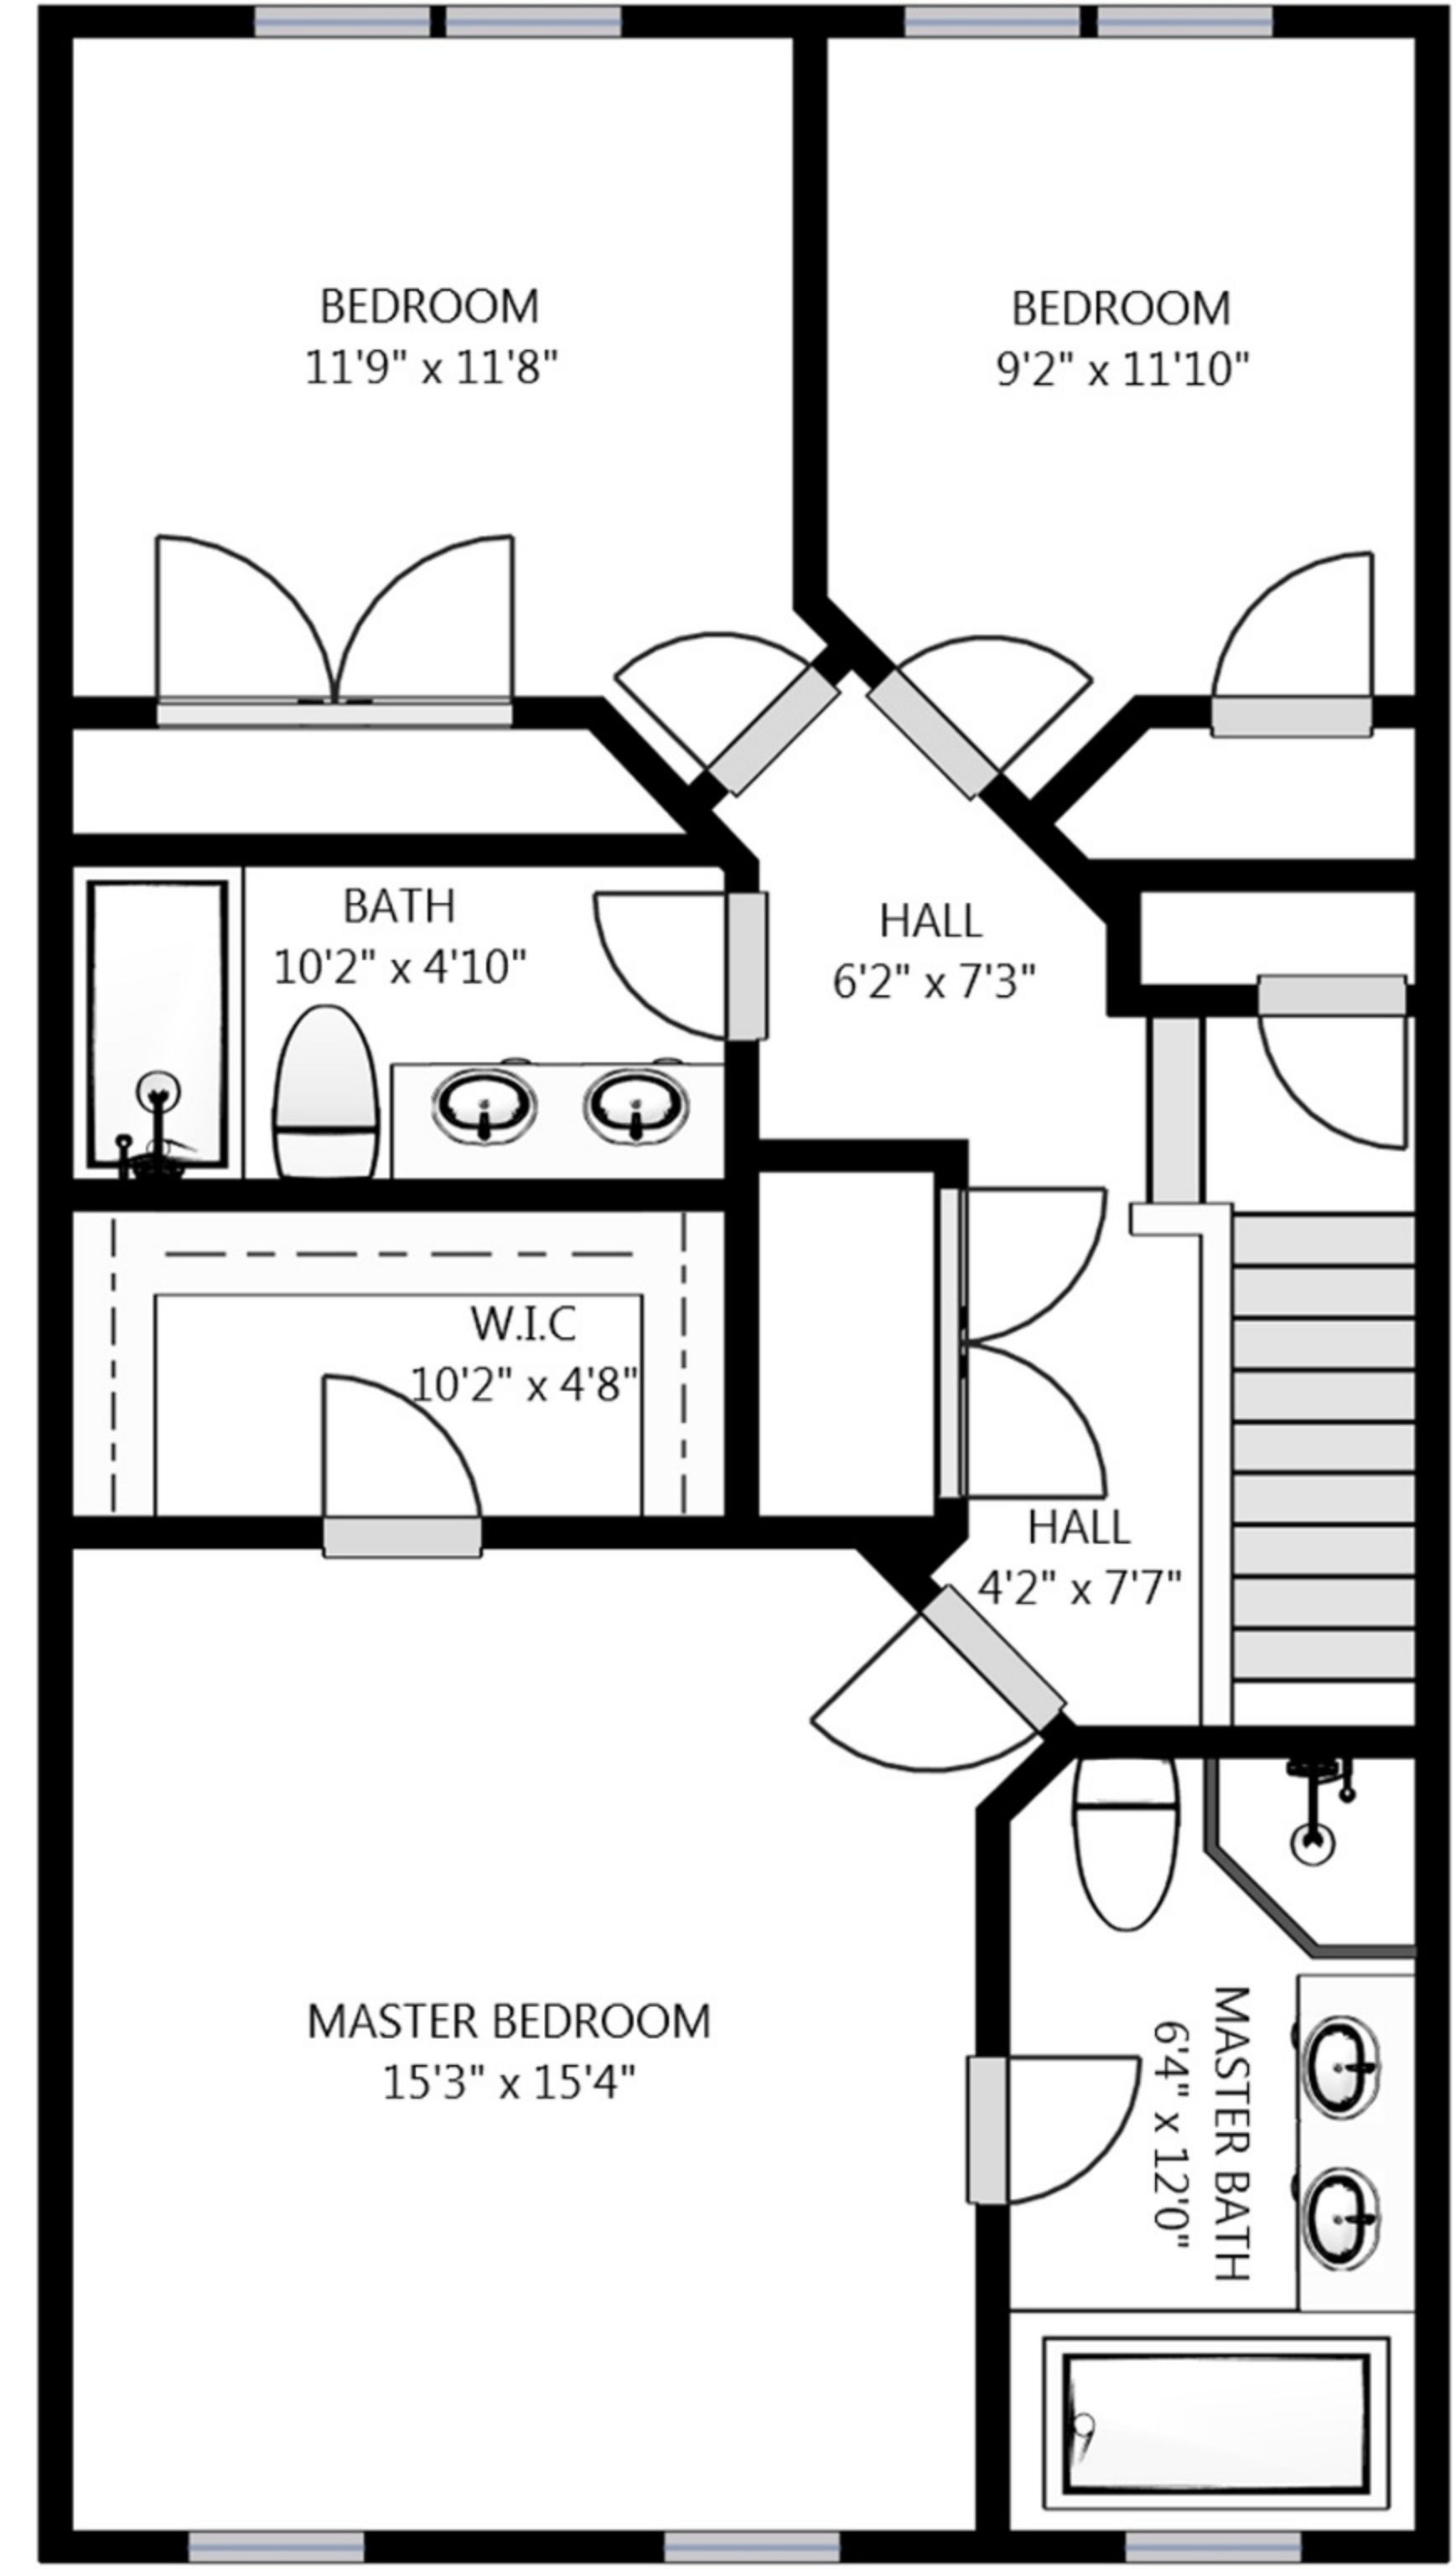 BEDROOM
11'9" x 11'8"
BEDROOM
9'2" x 11'10"
BATH
10'2" x 4'10"
HALL
6'2" x 7'3"
W.I.C
10'2" x 4'8"
HALL
4'2" x 7'7"
MASTER BEDROOM
15'3" x 15'4"
MASTER BATH
6'4" x 12'0"